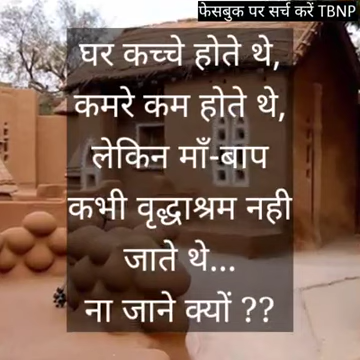 फेसबुक पर सर्च करें TBNP
घर कच्चे होते थे,
कमरे कम होते थे,
लेकिन माँ-बाप
कभी वृद्धाश्रम नही
जाते थे...
ना जाने क्यों ??